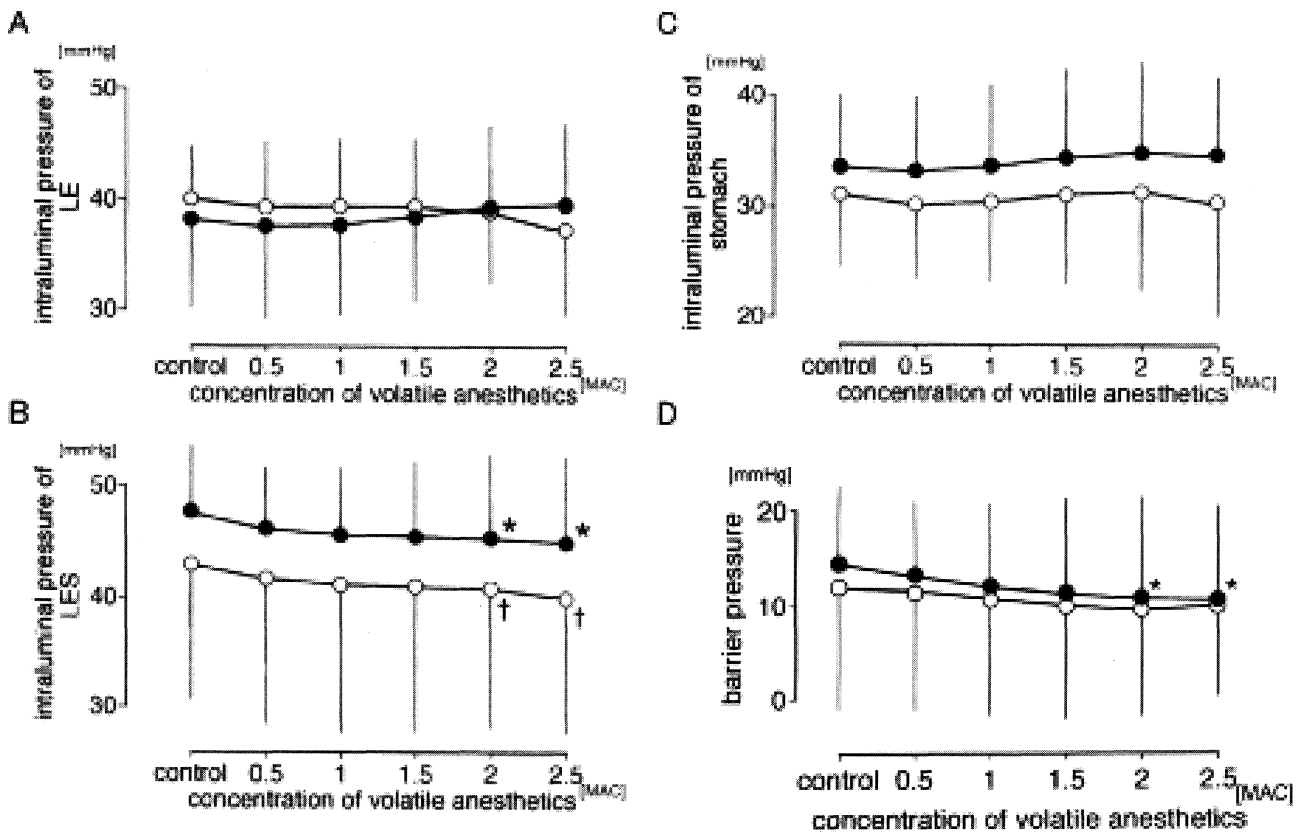 A
[mmHg]
50
40
30
intraluminal pressure of
LE
control 0.5 1 1.5 2 2.5 [MAC]
concentration of volatile anesthetics
B
[mmHg]
50
40
30
intraluminal pressure of
LES
* *
† †
control 0.5 1 1.5 2 2.5 [MAC]
concentration of volatile anesthetics
C
[mmHg]
40
30
20
intraluminal pressure of
stomach
control 0.5 1 1.5 2 2.5 [MAC]
concentration of volatile anesthetics
D
[mmHg]
20
10
0
barrier pressure
* *
control 0.5 1 1.5 2 2.5 [MAC]
concentration of volatile anesthetics